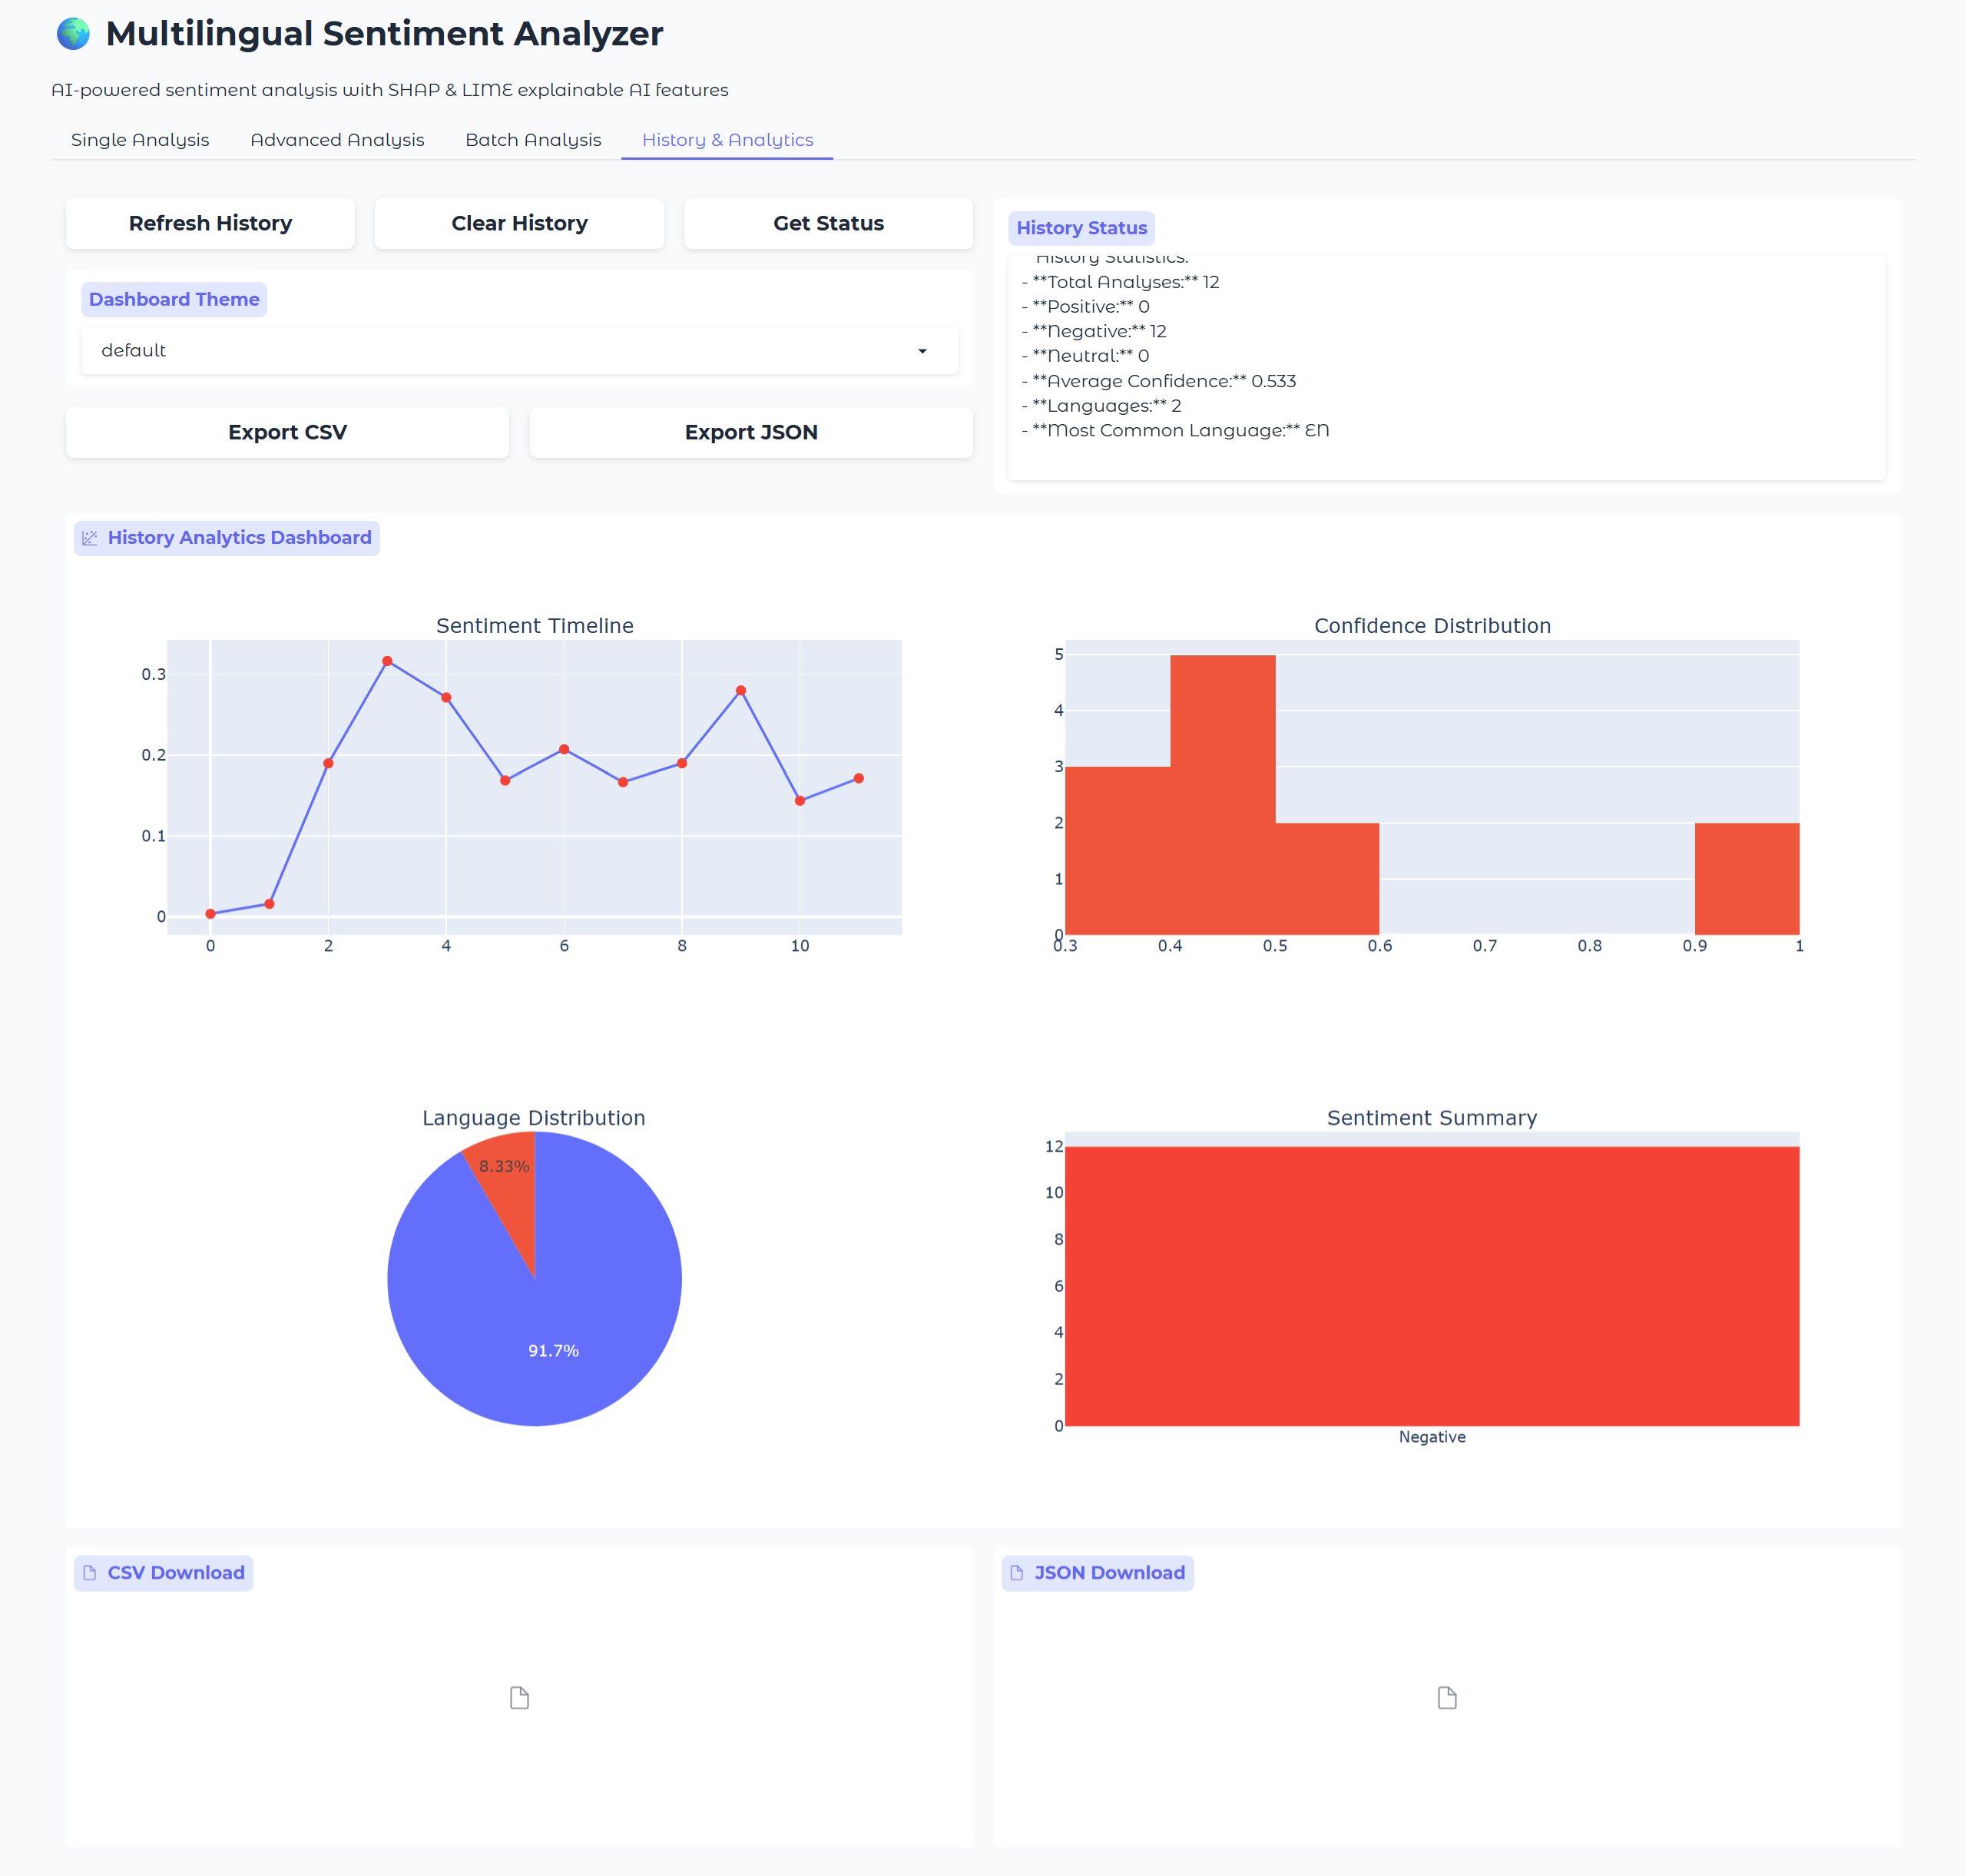 Multilingual Sentiment Analyzer
AI-powered sentiment analysis with SHAP & LIME explainable AI features
Single Analysis
Advanced Analysis
Batch Analysis
History & Analytics
Refresh History
Clear History
Get Status
Dashboard Theme
default
Export CSV
Export JSON
History Status
History Statistics:
- **Total Analyses:** 12
- **Positive:** 0
- **Negative:** 12
- **Neutral:** 0
- **Average Confidence:** 0.533
- **Languages:** 2
- **Most Common Language:** EN
History Analytics Dashboard
Sentiment Timeline
0.3
0.2
0.1
0
0 2 4 6 8 10
Confidence Distribution
5
4
3
2
1
0
0.3 0.4 0.5 0.6 0.7 0.8 0.9 1
Language Distribution
8.33%
91.7%
Sentiment Summary
12
10
8
6
4
2
0
Negative
CSV Download
JSON Download